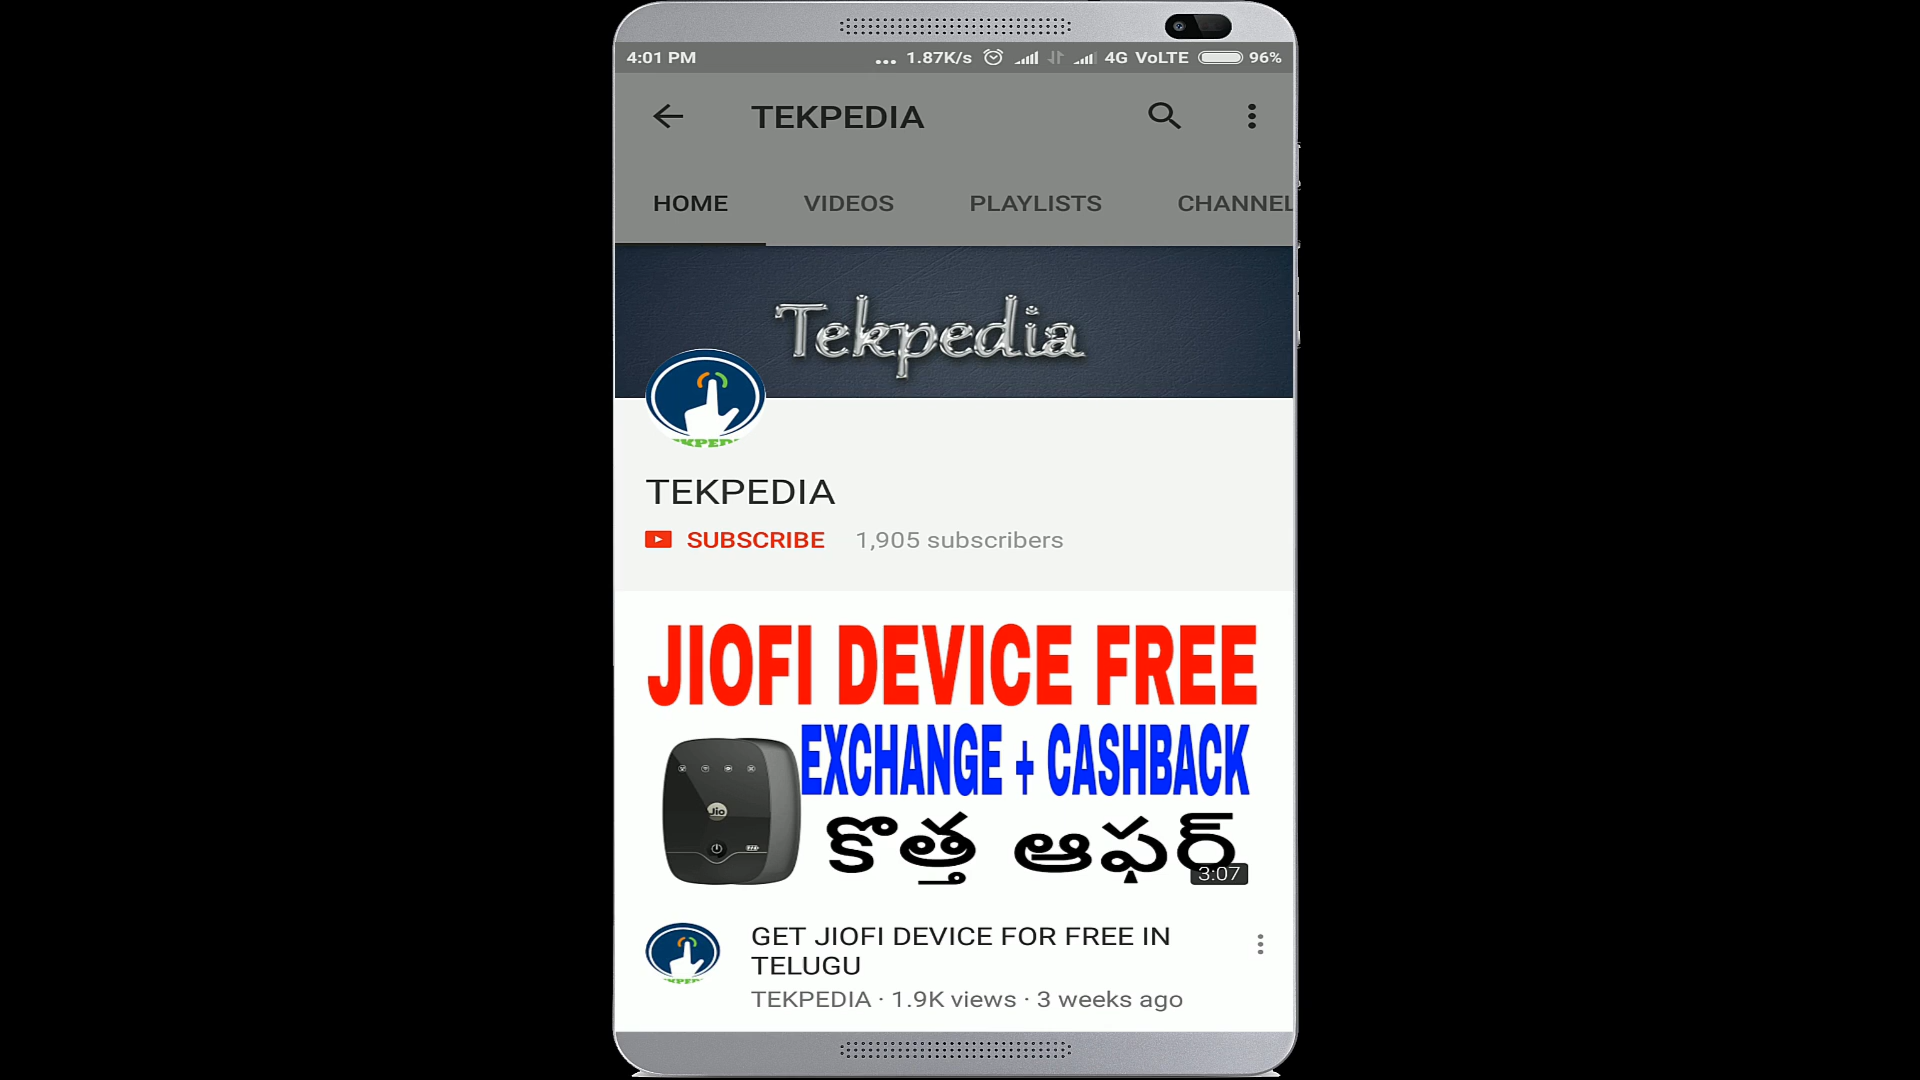 4:01 PM ... 1.87K/s 4G VoLTE 96%
TEKPEDIA
HOME VIDEOS PLAYLISTS CHANNEL
Tekpedia
TEKPEDIA
SUBSCRIBE 1,905 subscribers
JIOFI DEVICE FREE
EXCHANGE + CASHBACK
Jio
కొత్త ఆఫర్
3:07
GET JIOFI DEVICE FOR FREE IN
TELUGU
TEKPEDIA · 1.9K views · 3 weeks ago